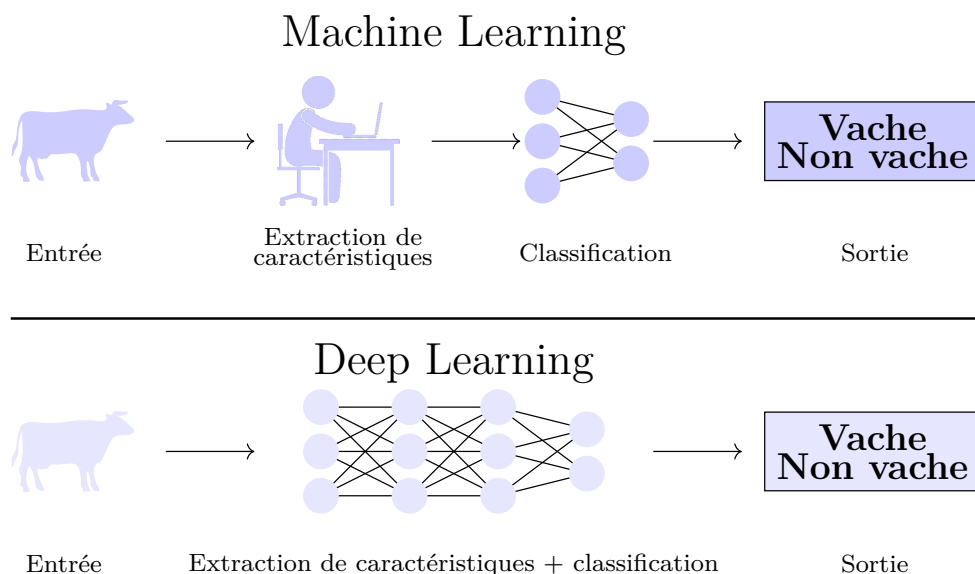 Machine Learning
Vache
Non vache
Entrée
Extraction de
caractéristiques
Classification
Sortie
Deep Learning
Vache
Non vache
Entrée
Extraction de caractéristiques + classification
Sortie